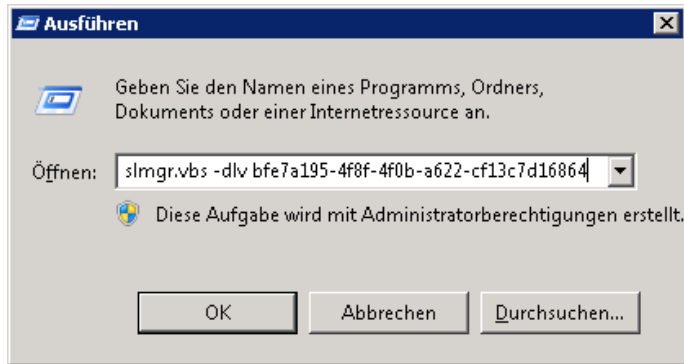 Ausführen
Geben Sie den Namen eines Programms, Ordners,
Dokuments oder einer Internetressource an.
Öffnen: slmgr.vbs -dlv bfe7a195-4f8f-4f0b-a622-cf13c7d16864
Diese Aufgabe wird mit Administratorberechtigungen erstellt.
OK Abbrechen Durchsuchen...